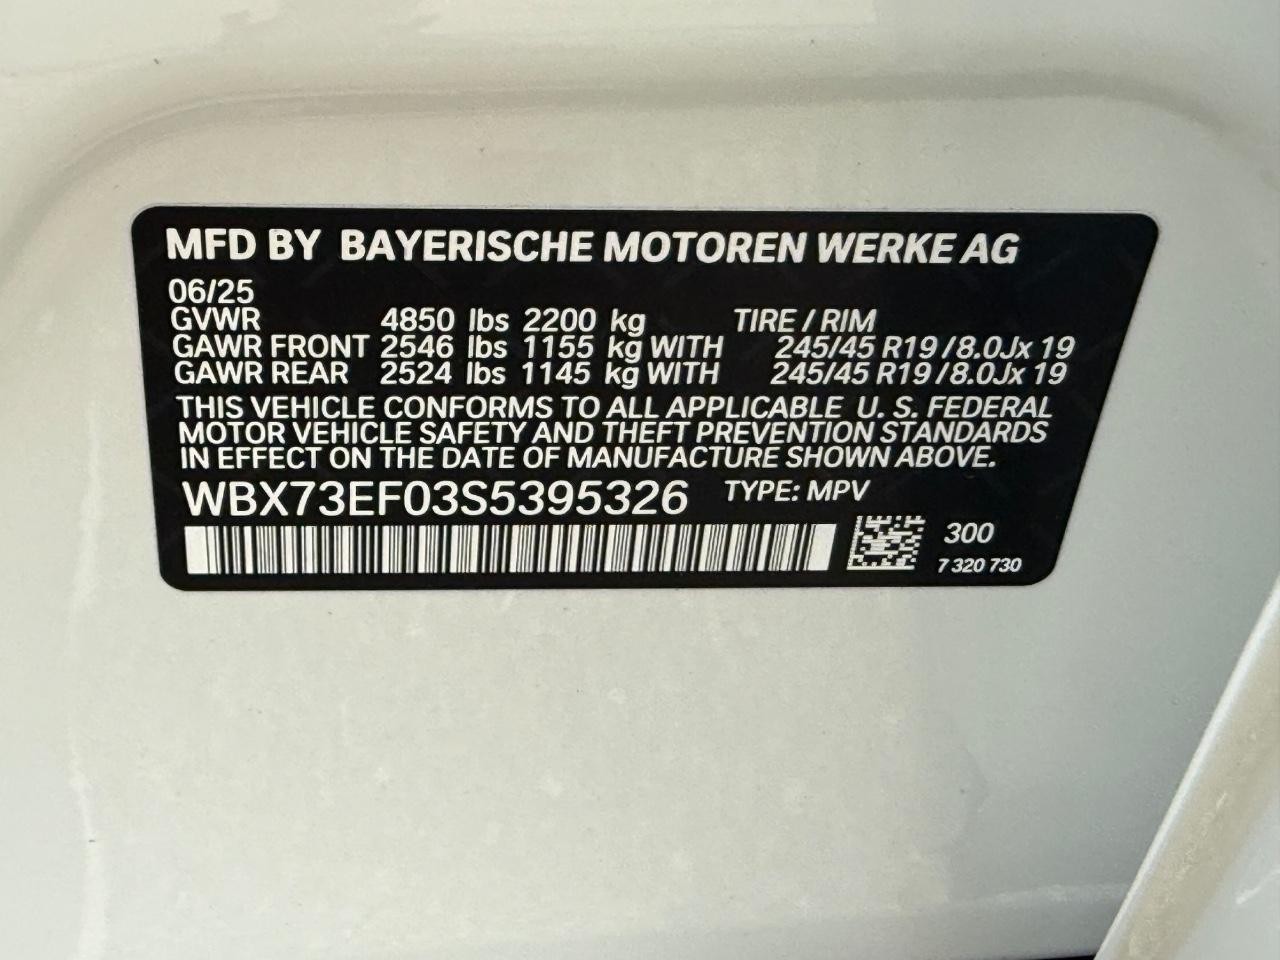 MFD BY BAYERISCHE MOTOREN WERKE AG
06/25
GVWR 4850 lbs 2200 kg TIRE / RIM
GAWR FRONT 2546 lbs 1155 kg WITH 245/45 R19 / 8.0Jx 19
GAWR REAR 2524 lbs 1145 kg WITH 245/45 R19 / 8.0Jx 19
THIS VEHICLE CONFORMS TO ALL APPLICABLE U. S. FEDERAL
MOTOR VEHICLE SAFETY AND THEFT PREVENTION STANDARDS
IN EFFECT ON THE DATE OF MANUFACTURE SHOWN ABOVE.
WBX73EF03S5395326 TYPE: MPV
300
7 320 730